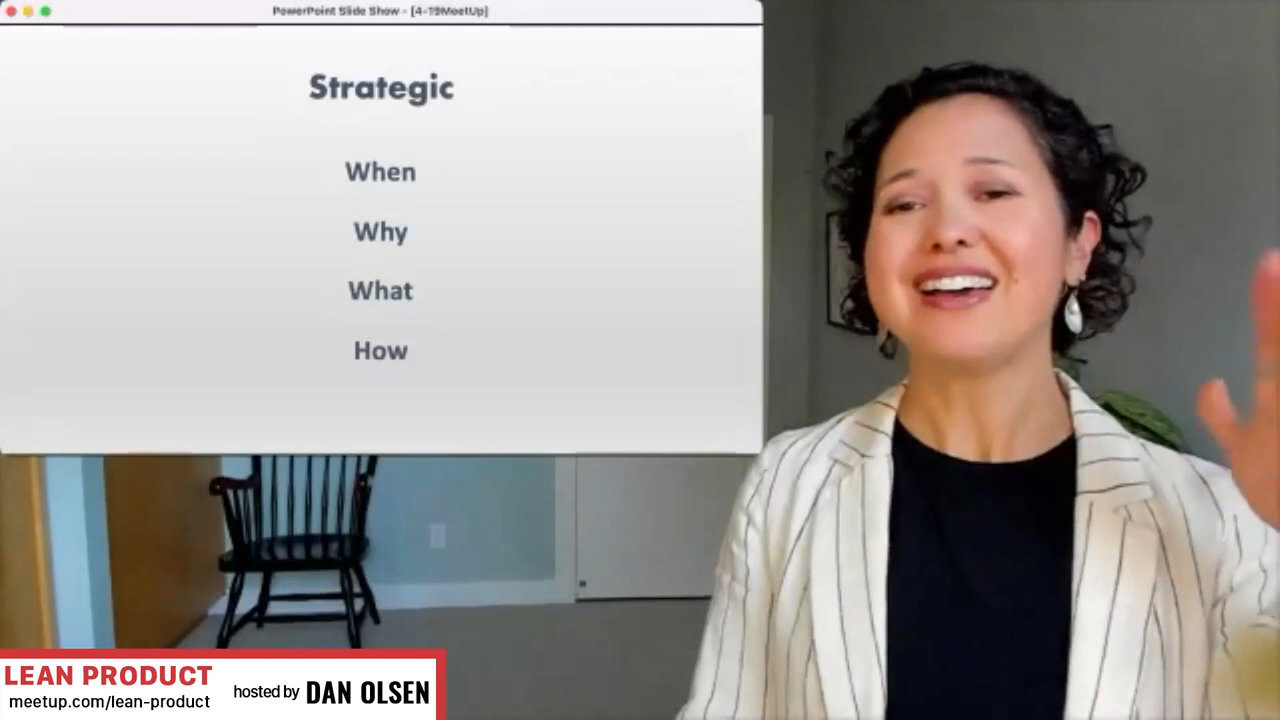 PowerPoint Slide Show - [4-19MeetUp]
Strategic
When
Why
What
How
LEAN PRODUCT
meetup.com/lean-product
hosted by DAN OLSEN